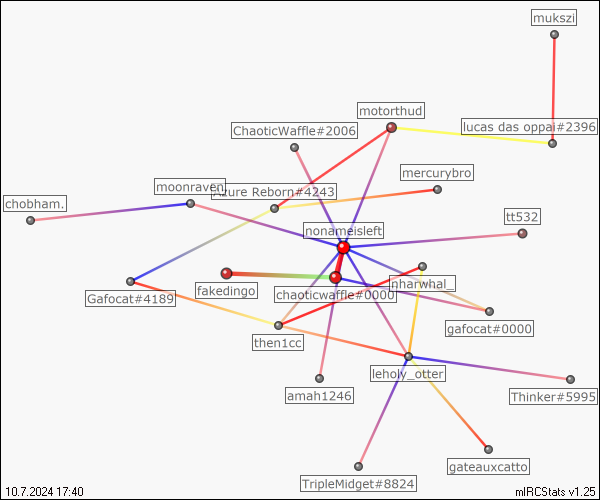 mukszi
motorthud
lucas das oppai#2396
ChaoticWaffle#2006
mercurybro
moonraven
Azure Reborn#4243
chobham.
tt532
nonameisleft
nharwhal_
fakedingo
chaoticwaffle#0000
Gafocat#4189
gafocat#0000
then1cc
leholy_otter
amah1246
Thinker#5995
gateauxcatto
TripleMidget#8824
10.7.2024 17:40
mIRCStats v1.25